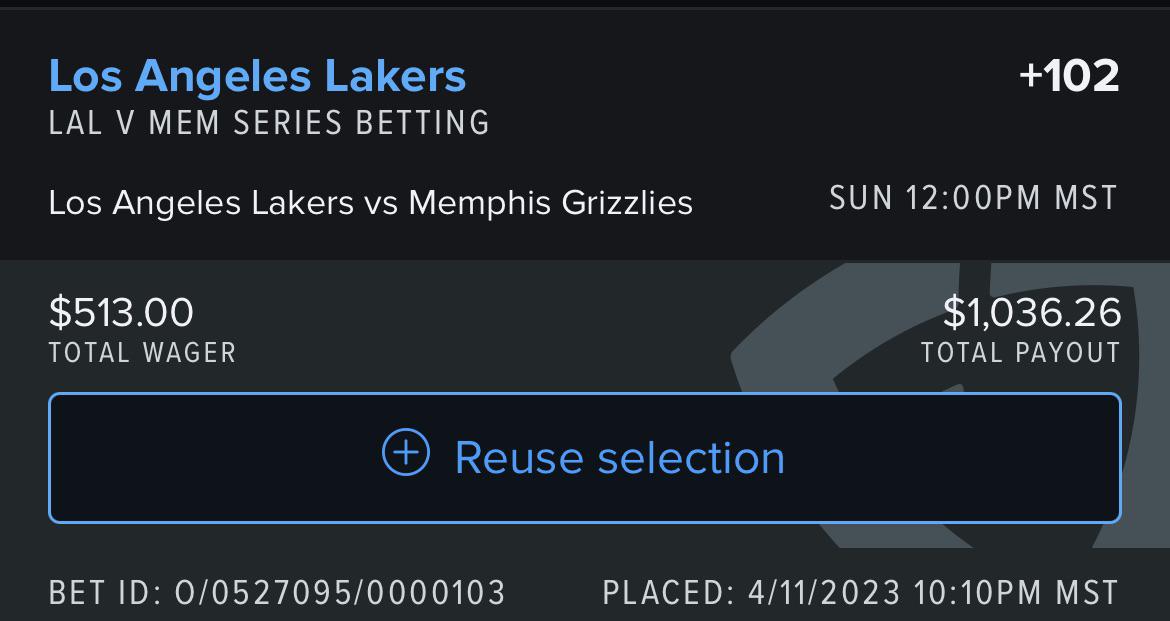 Los Angeles Lakers +102
LAL V MEM SERIES BETTING
Los Angeles Lakers vs Memphis Grizzlies SUN 12:00PM MST
$513.00 $1,036.26
TOTAL WAGER TOTAL PAYOUT
Reuse selection
BET ID: O/0527095/0000103 PLACED: 4/11/2023 10:10PM MST